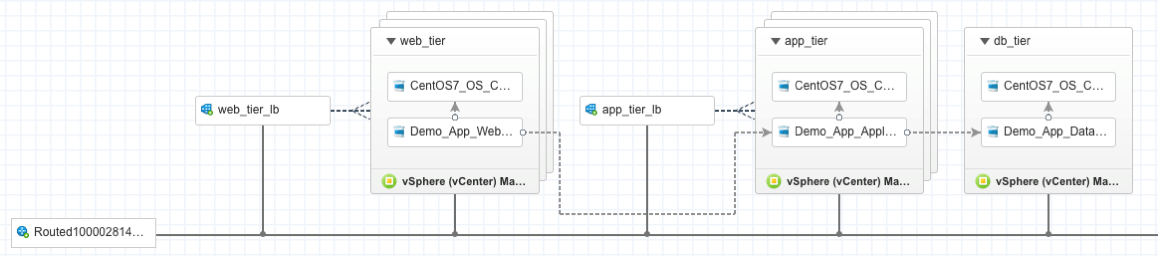 web_tier
app_tier
db_tier
CentOS7_OS_C...
CentOS7_OS_C...
CentOS7_OS_C...
web_tier_lb
app_tier_lb
Demo_App_Web...
Demo_App_Appl...
Demo_App_Data...
vSphere (vCenter) Ma...
vSphere (vCenter) Ma...
vSphere (vCenter) Ma...
Routed100002814...